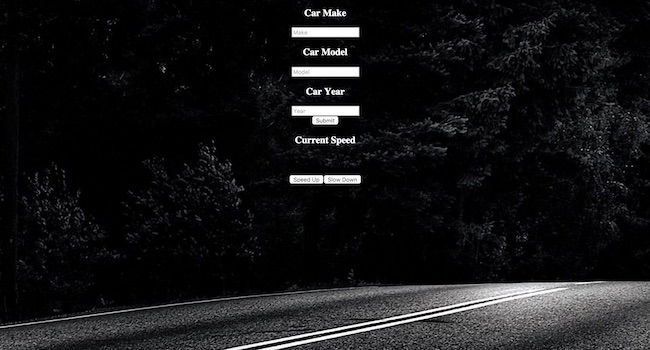 Car Make
Make
Car Model
Model
Car Year
Year
Submit
Current Speed
Speed Up Slow Down